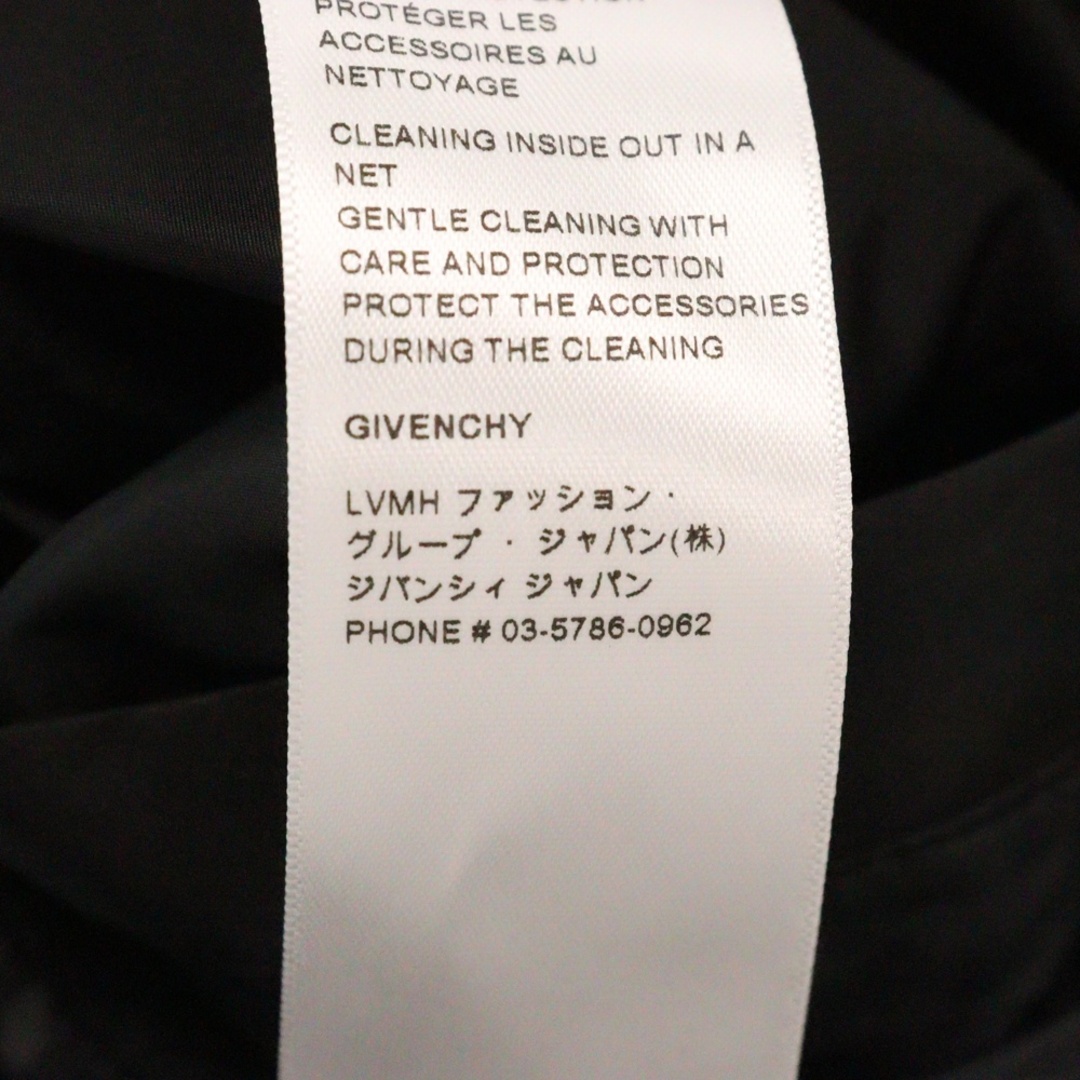 PROTÉGER LES
ACCESSOIRES AU
NETTOYAGE
CLEANING INSIDE OUT IN A
NET
GENTLE CLEANING WITH
CARE AND PROTECTION
PROTECT THE ACCESSORIES
DURING THE CLEANING
GIVENCHY
LVMH ファッション・
グループ ・ ジャパン(株)
ジバンシィ ジャパン
PHONE # 03-5786-0962